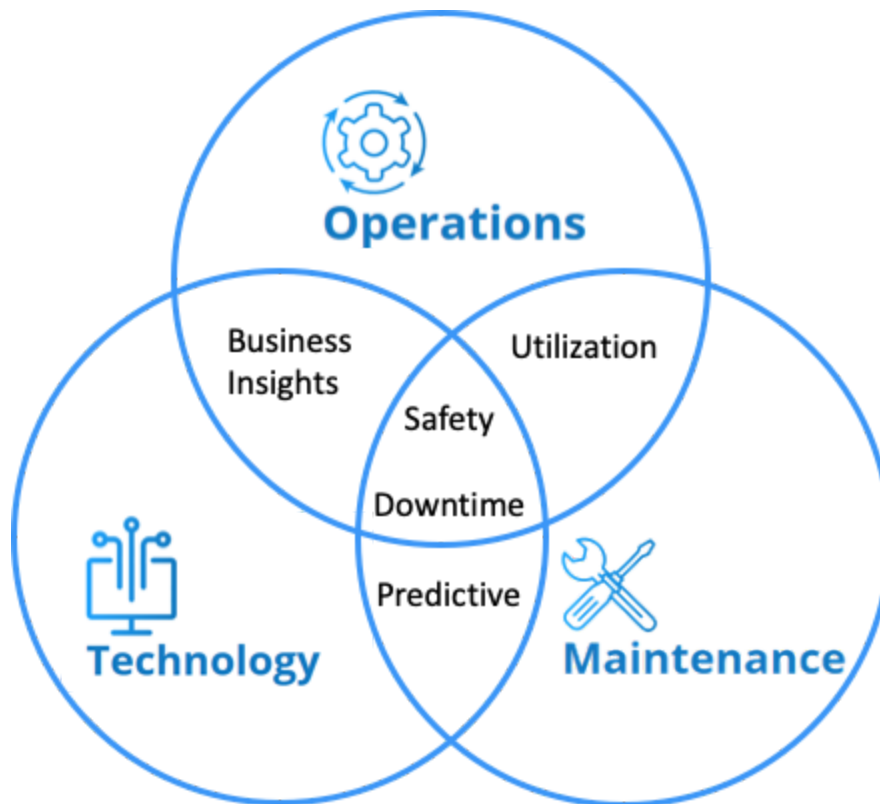 Operations
Business
Insights
Utilization
Safety
Downtime
Predictive
Technology
Maintenance